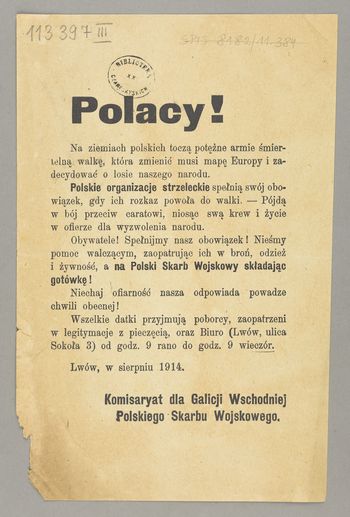 113 397 III
BIBLIOTEKA
XX
CZARTORYSKICH
Polacy!
Na ziemiach polskich toczą potężne armie śmier-
telną walkę, która zmienić musi mapę Europy i za-
decydować o losie naszego narodu.
Polskie organizacje strzeleckie spełnią swój obo-
wiązek, gdy ich rozkaz powoła do walki. — Pójdą
w bój przeciw caratowi, niosąc swą krew i życie
w ofierze dla wyzwolenia narodu.
Obywatele! Spełnijmy nasz obowiązek! Nieśmy
pomoc walczącym, zaopatrując ich w broń, odzież
i żywność, a na Polski Skarb Wojskowy składając
gotówkę!
Niechaj ofiarność nasza odpowiada powadze
chwili obecnej!
Wszelkie datki przyjmują poborcy, zaopatrzeni
w legitymacje z pieczęcią, oraz Biuro (Lwów, ulica
Sokoła 3) od godz. 9 rano do godz. 9 wieczór.
Lwów, w sierpniu 1914.
Komisaryat dla Galicji Wschodniej
Polskiego Skarbu Wojskowego.